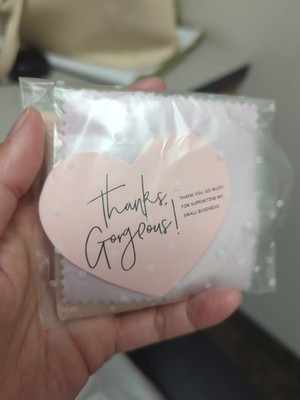 thanks,
Gorgeous!
THANK YOU SO MUCH
FOR SUPPORTING MY
SMALL BUSINESS.